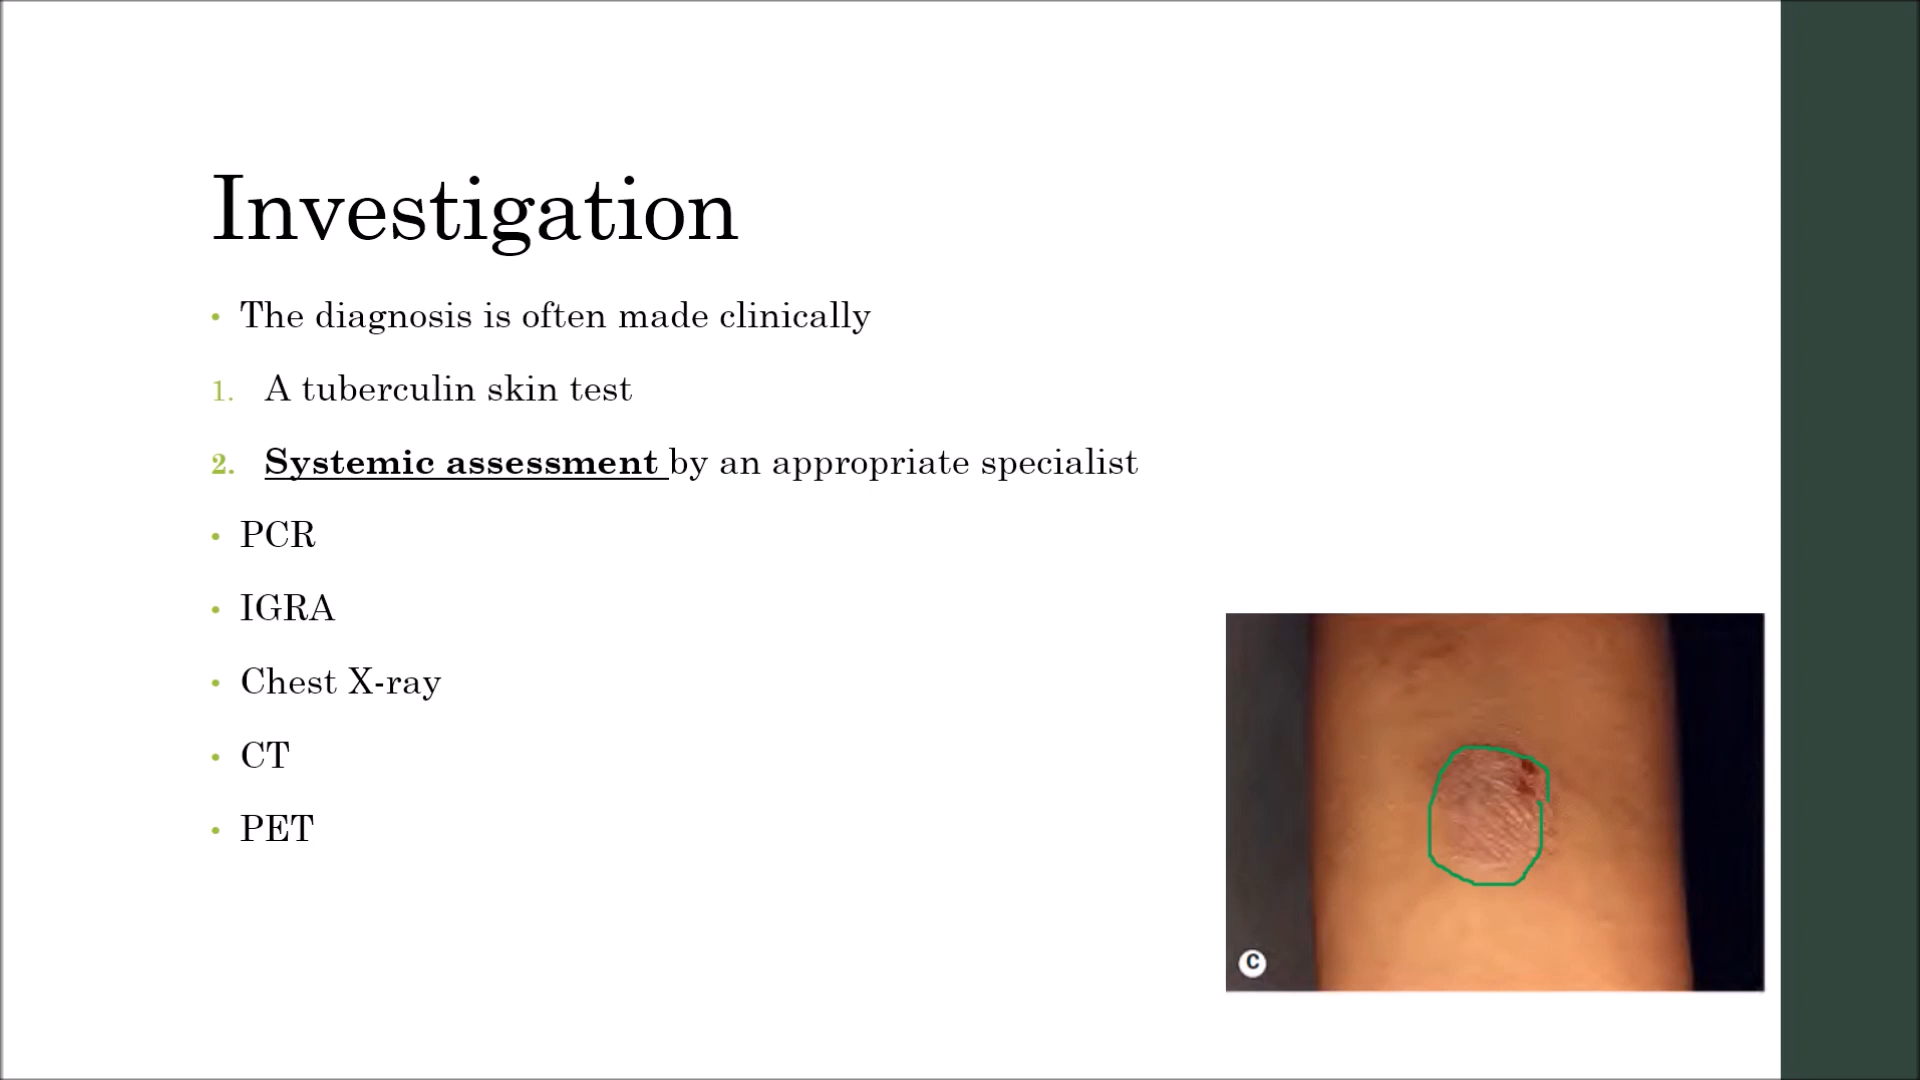 Investigation
• The diagnosis is often made clinically
1. A tuberculin skin test
2. Systemic assessment by an appropriate specialist
• PCR
• IGRA
• Chest X-ray
• CT
• PET
C